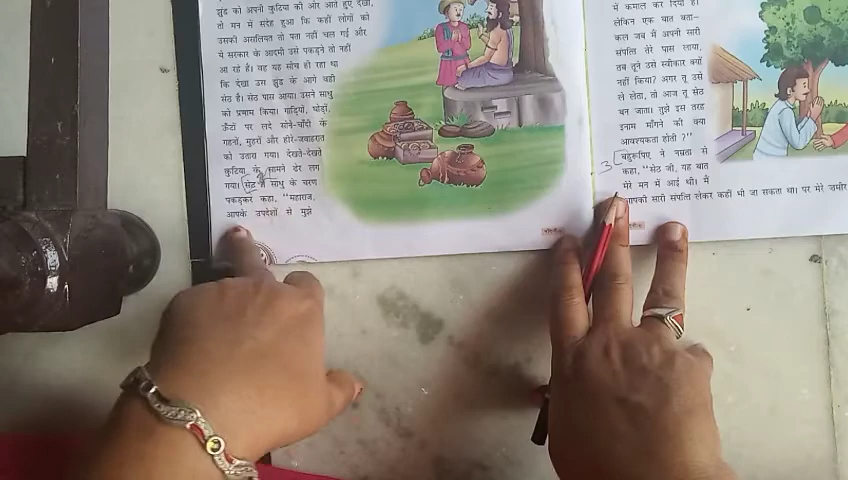 झुंड को अपनी कुटिया की ओर आते हुए देखा,
तो मन में संदेह हुआ कि कहीं लोगों को
उसकी असलियत तो पता नहीं चल गई और
ये सरकार के आदमी उसे पकड़ने तो नहीं
आ रहे हैं। वह यह सोच ही रहा था
कि देखा उस झुंड के आगे वही
सेठ है। सेठ पास आया। उसने साधु
को प्रणाम किया। गाड़ियों, घोड़ों,
ऊँटों पर लदे सोने-चाँदी के
गहनों, मुहरों और हीरे-जवाहरात
को उतारा गया। देखते-देखते
कुटिया के सामने ढेर लग
गया। सेठ ने साधु के चरण
पकड़कर कहा, "महाराज,
आपके उपदेशों से मुझे
में कमाल कर दिया है।
लेकिन एक बात बता—
कल जब मैं अपनी सारी
संपत्ति तेरे पास लाया,
तब तूने उसे स्वीकार क्यों
नहीं किया? अगर तू उसे
ले लेता, तो आज तू सेठ
बन जाता। तुझे इस तरह
इनाम माँगने की क्या
आवश्यकता होती ?"
3
बहुरूपिए ने नम्रता से
कहा, "सेठ जी, यह बात
मेरे मन में आई थी। मैं
आपकी सारी संपत्ति लेकर कहीं भी जा सकता था। पर मेरे ज़मीर